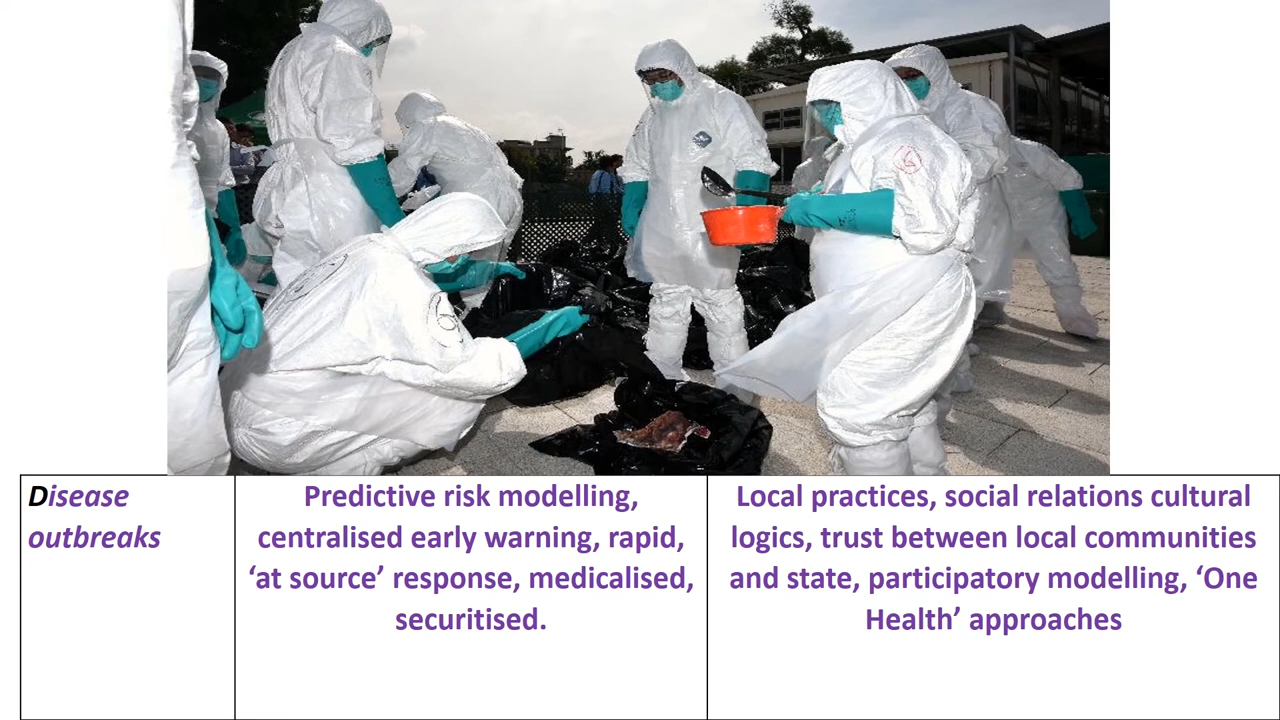 Disease
outbreaks
Predictive risk modelling,
centralised early warning, rapid,
‘at source’ response, medicalised,
securitised.
Local practices, social relations cultural
logics, trust between local communities
and state, participatory modelling, ‘One
Health’ approaches